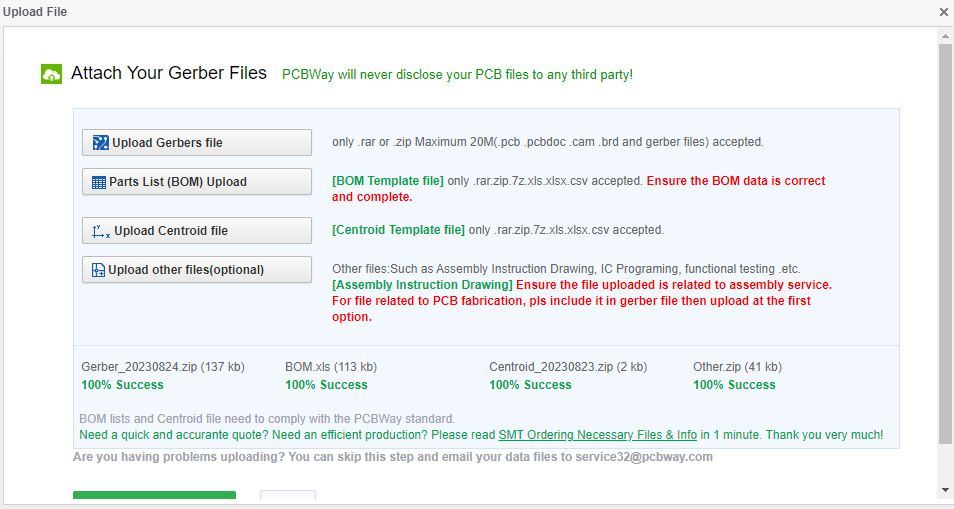 Upload File
Attach Your Gerber Files PCBWay will never disclose your PCB files to any third party!
Upload Gerbers file only .rar or .zip Maximum 20M(.pcb .pcbdoc .cam .brd and gerber files) accepted.
Parts List (BOM) Upload [BOM Template file] only .rar.zip.7z.xls.xlsx.csv accepted. Ensure the BOM data is correct
and complete.
Upload Centroid file [Centroid Template file] only .rar.zip.7z.xls.xlsx.csv accepted.
Upload other files(optional) Other files:Such as Assembly Instruction Drawing, IC Programing, functional testing .etc.
[Assembly Instruction Drawing] Ensure the file uploaded is related to assembly service.
For file related to PCB fabrication, pls include it in gerber file then upload at the first
option.
Gerber_20230824.zip (137 kb) BOM.xls (113 kb) Centroid_20230823.zip (2 kb) Other.zip (41 kb)
100% Success 100% Success 100% Success 100% Success
BOM lists and Centroid file need to comply with the PCBWay standard.
Need a quick and accurante quote? Need an efficient production? Please read SMT Ordering Necessary Files & Info in 1 minute. Thank you very much!
Are you having problems uploading? You can skip this step and email your data files to service32@pcbway.com